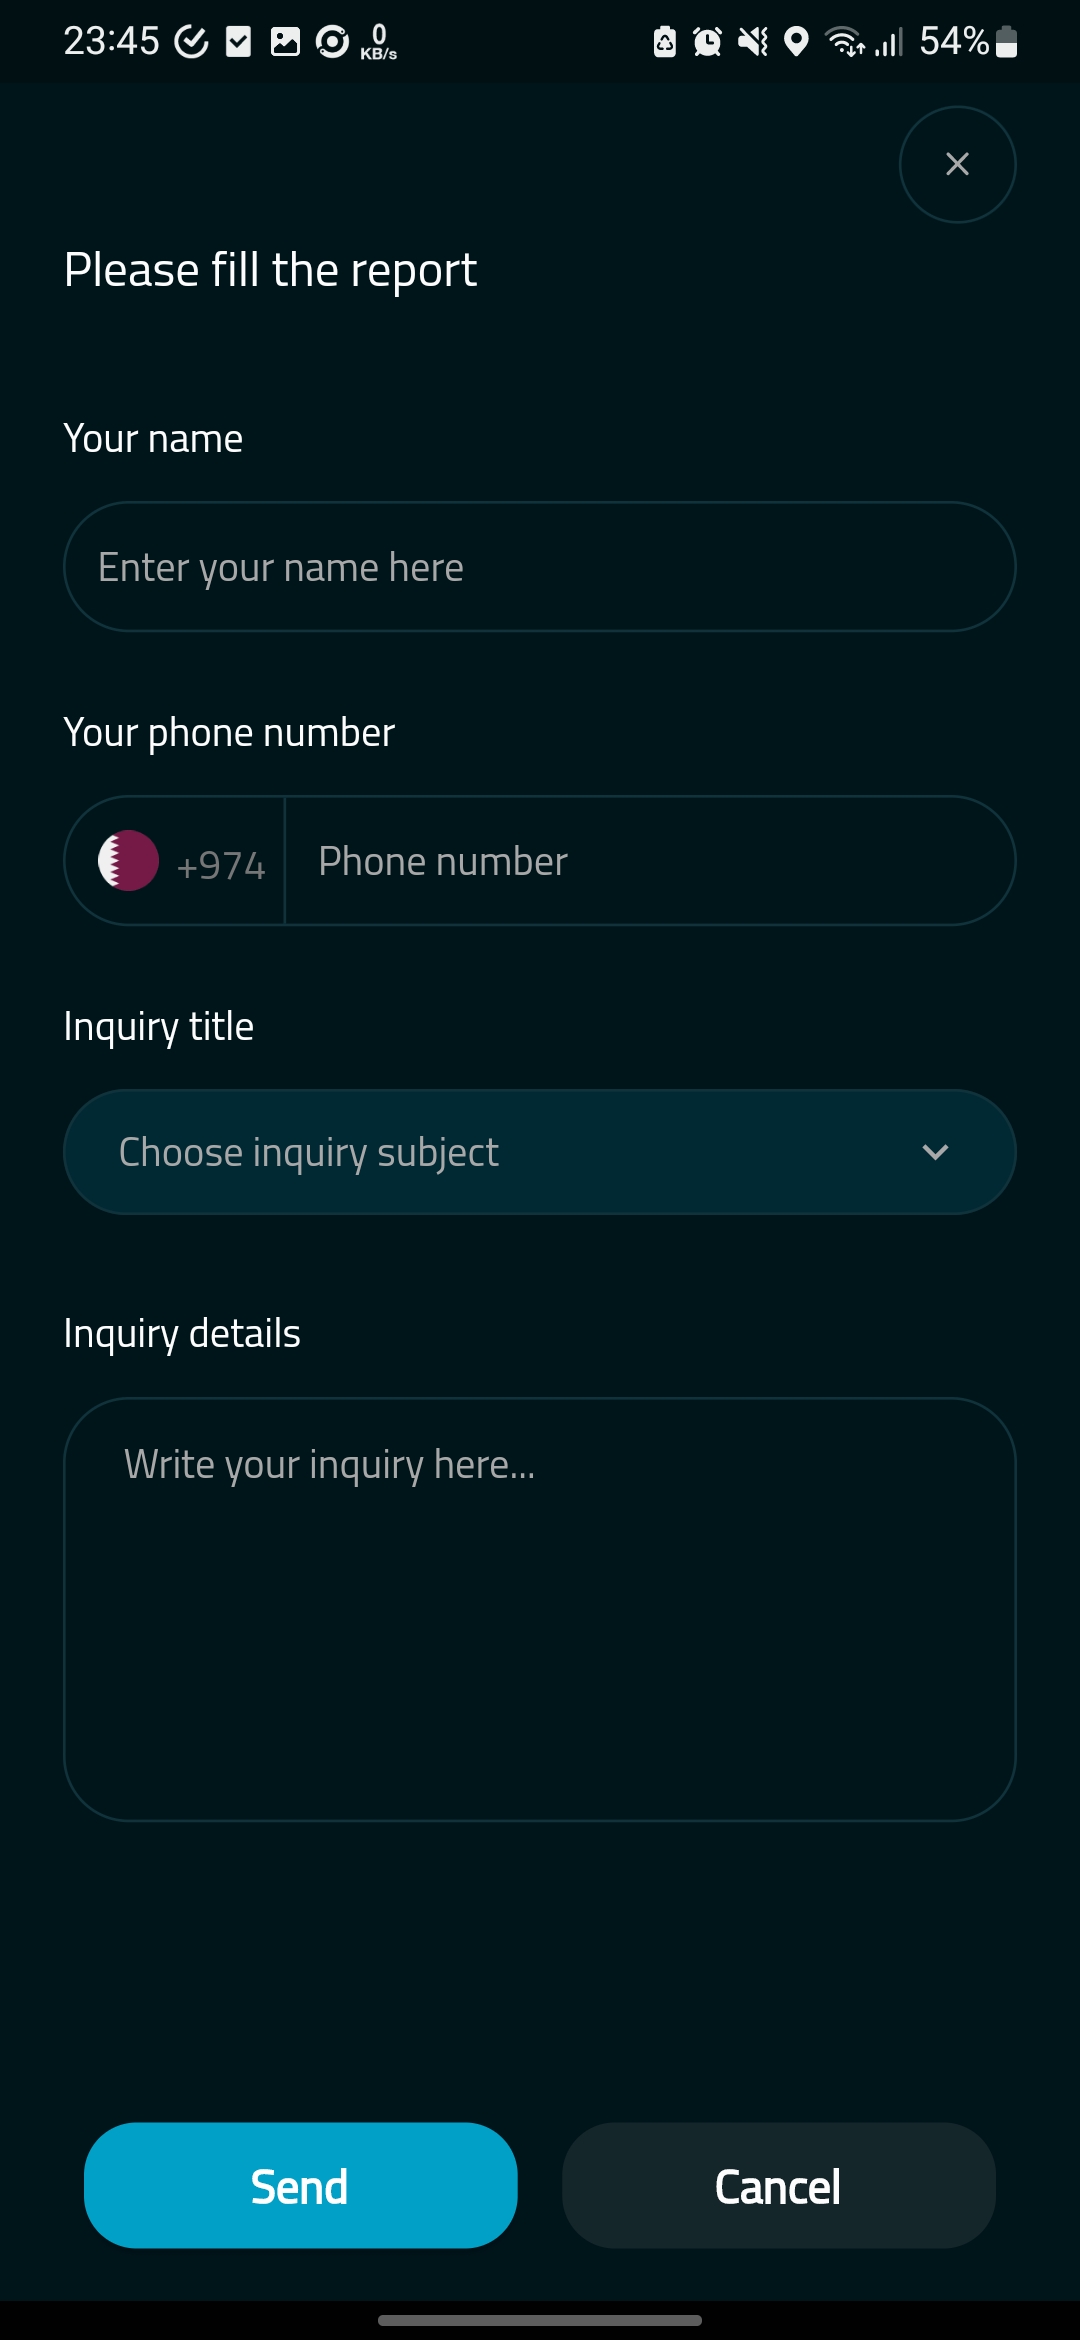 23:45 0 KB/s 54%
Please fill the report
Your name
Enter your name here
Your phone number
+974 Phone number
Inquiry title
Choose inquiry subject
Inquiry details
Write your inquiry here...
Send Cancel